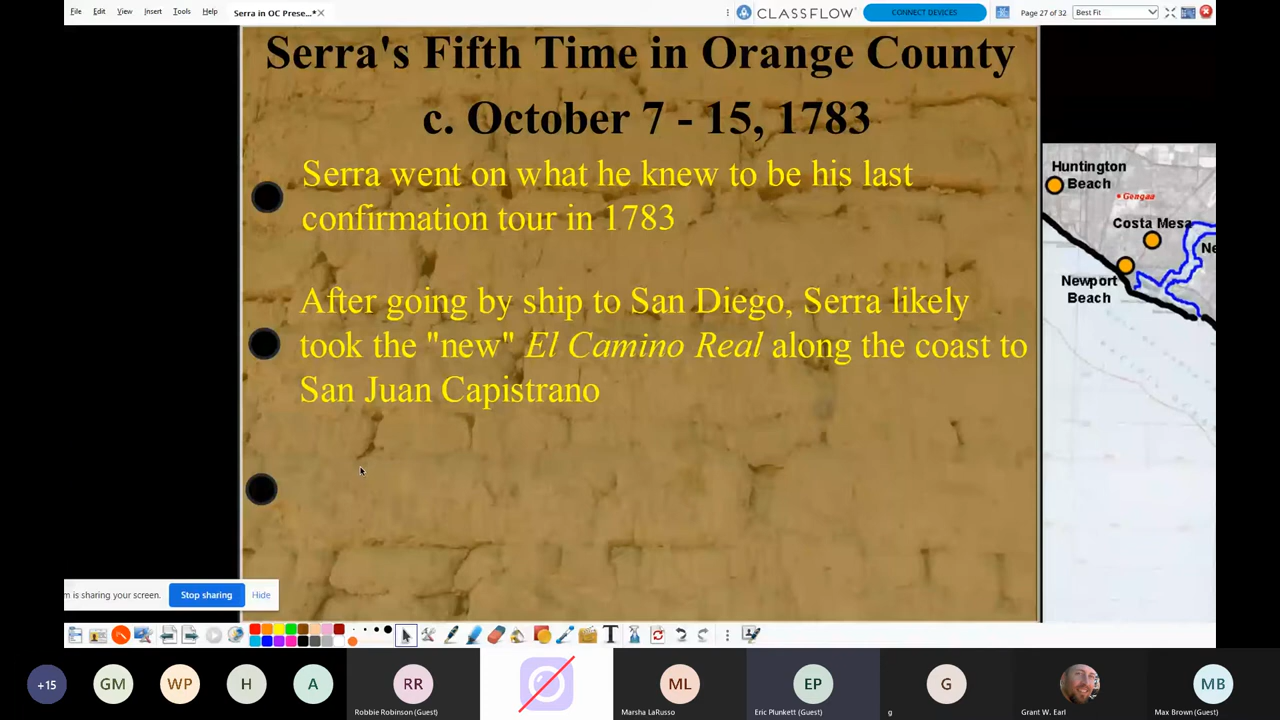 File Edit View Insert Tools Help
Serra in OC Prese...*
CLASSFLOW
CONNECT DEVICES
Page 27 of 32
Best Fit
Serra's Fifth Time in Orange County
c. October 7 - 15, 1783
Serra went on what he knew to be his last
confirmation tour in 1783
After going by ship to San Diego, Serra likely
took the "new" El Camino Real along the coast to
San Juan Capistrano
Huntington
Beach
Gengaa
Costa Mesa
Ne
Newport
Beach
m is sharing your screen.
Stop sharing
Hide
T
+15
GM
WP
H
A
RR
ML
EP
G
MB
Robbie Robinson (Guest)
Marsha LaRusso
Eric Plunkett (Guest)
g
Grant W. Earl
Max Brown (Guest)